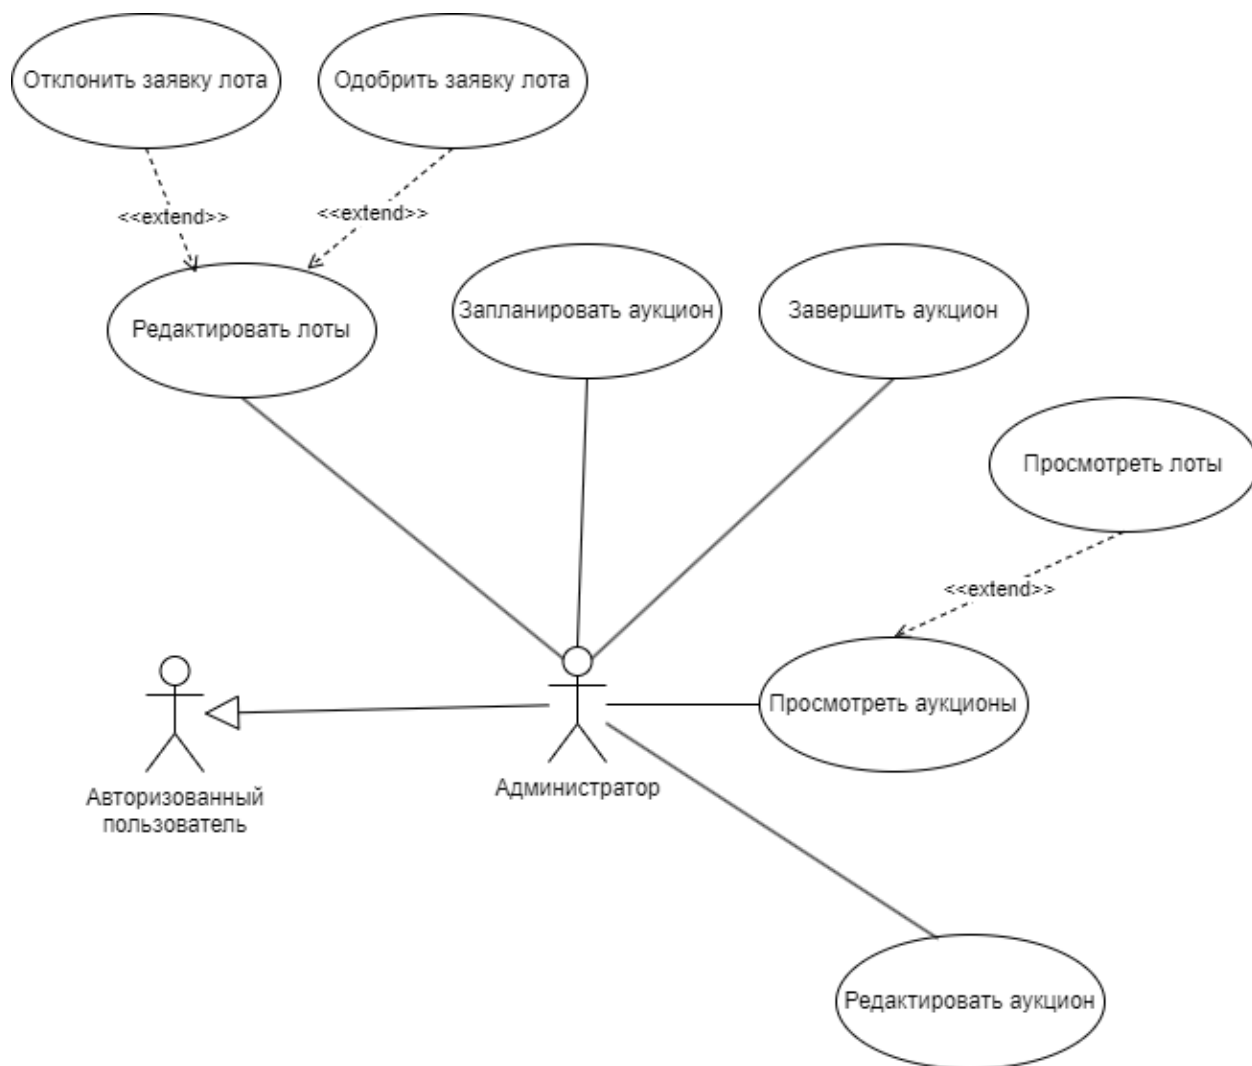 Отклонить заявку лота
Одобрить заявку лота
<<extend>>
<<extend>>
Редактировать лоты
Запланировать аукцион
Завершить аукцион
Просмотреть лоты
<<extend>>
Просмотреть аукционы
Администратор
Авторизованный
пользователь
Редактировать аукцион